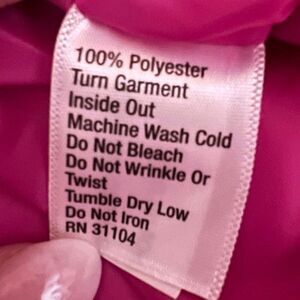 100% Polyester
Turn Garment
Inside Out
Machine Wash Cold
Do Not Bleach
Do Not Wrinkle Or
Twist
Tumble Dry Low
Do Not Iron
RN 31104